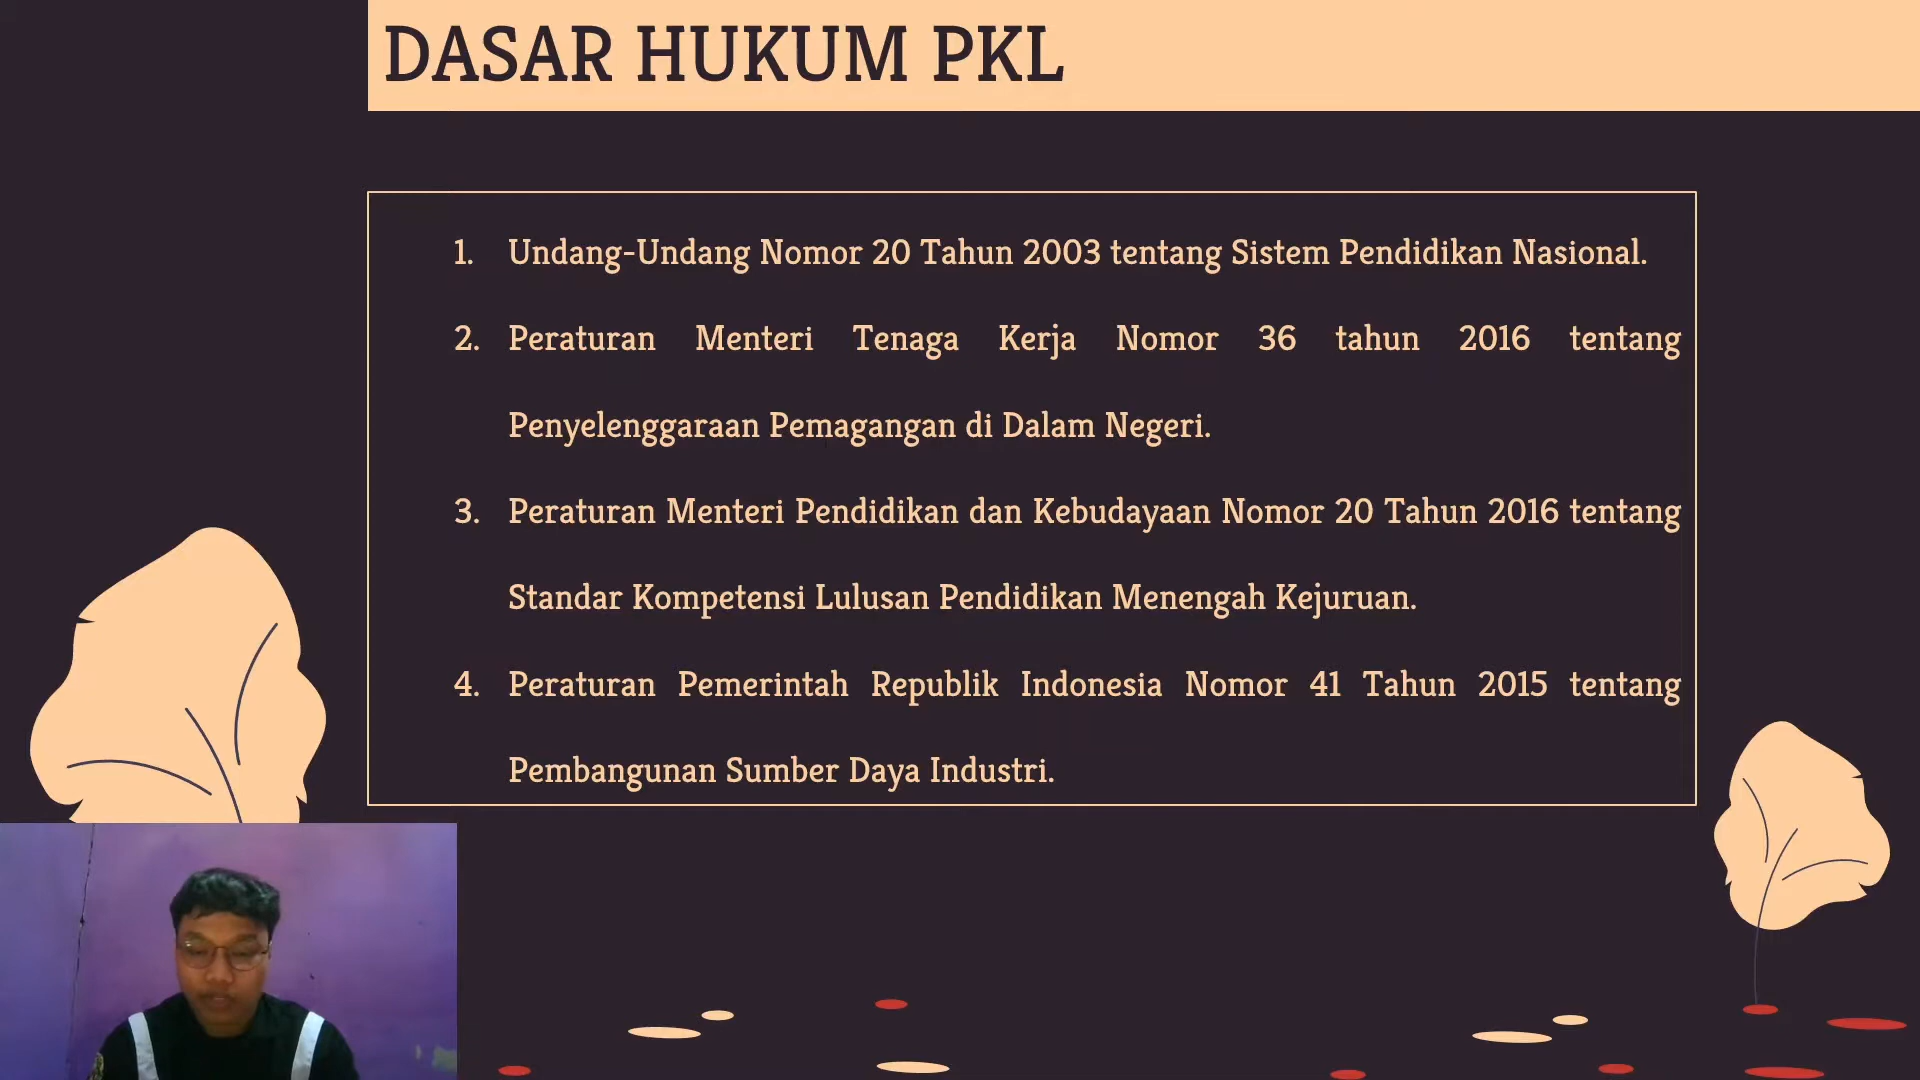 DASAR HUKUM PKL
1. Undang-Undang Nomor 20 Tahun 2003 tentang Sistem Pendidikan Nasional.
2. Peraturan Menteri Tenaga Kerja Nomor 36 tahun 2016 tentang
Penyelenggaraan Pemagangan di Dalam Negeri.
3. Peraturan Menteri Pendidikan dan Kebudayaan Nomor 20 Tahun 2016 tentang
Standar Kompetensi Lulusan Pendidikan Menengah Kejuruan.
4. Peraturan Pemerintah Republik Indonesia Nomor 41 Tahun 2015 tentang
Pembangunan Sumber Daya Industri.